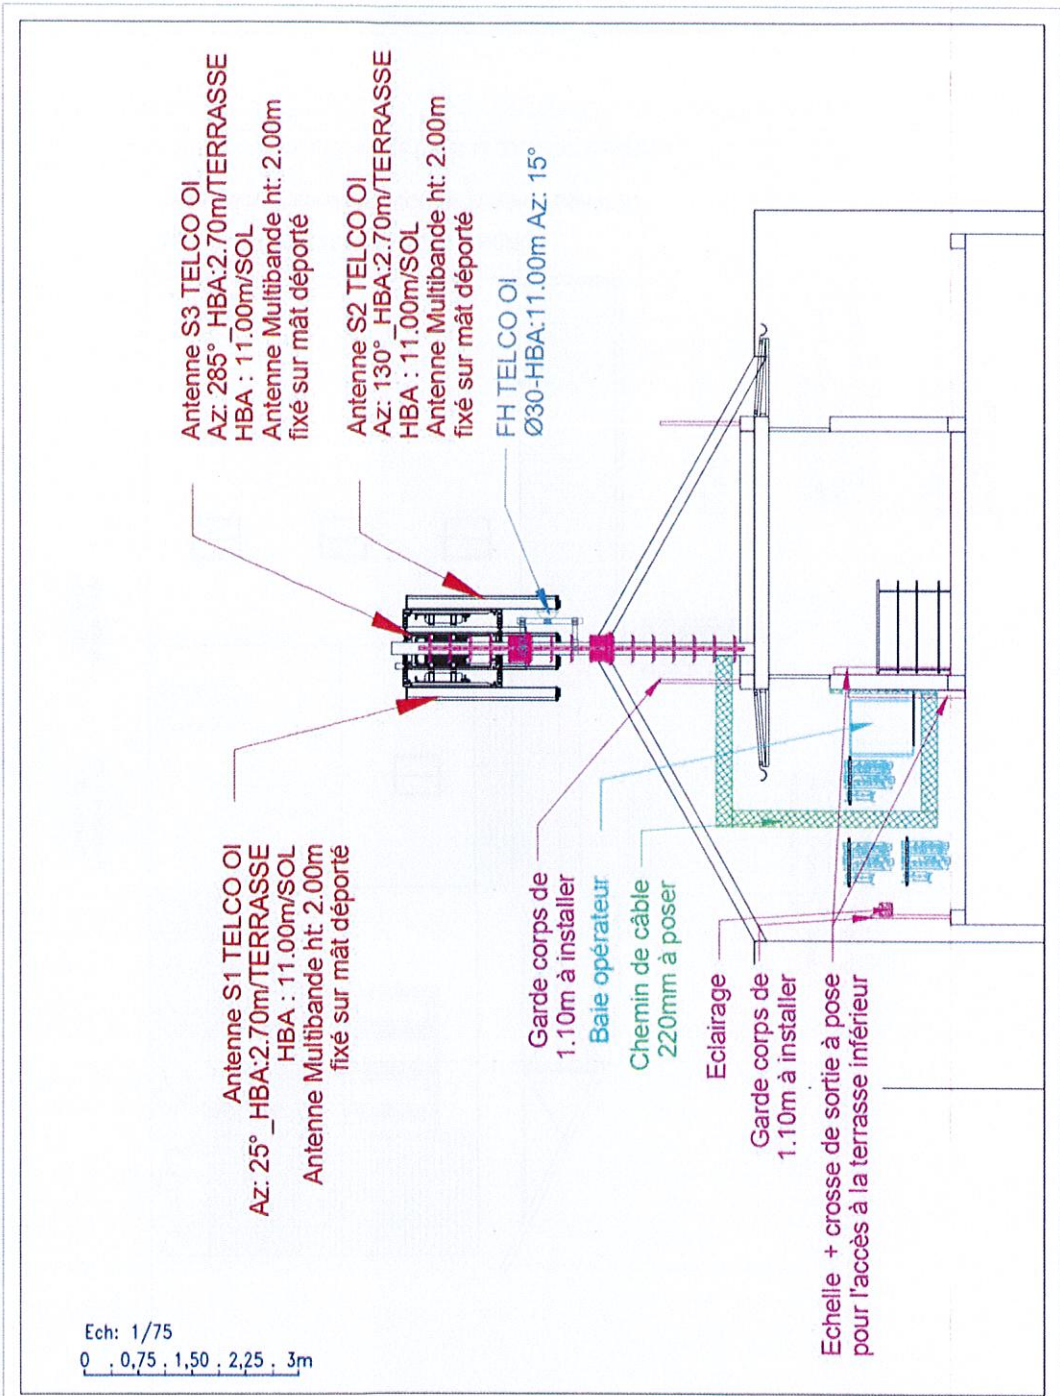 Antenne S3 TELCO OI
Az: 285°_HBA:2.70m/TERRASSE
HBA : 11.00m/SOL
Antenne Multibande ht: 2.00m
fixé sur mât déporté
Antenne S2 TELCO OI
Az: 130°_HBA:2.70m/TERRASSE
HBA : 11.00m/SOL
Antenne Multibande ht: 2.00m
fixé sur mât déporté
FH TELCO OI
Ø30-HBA:11.00m Az: 15°
Antenne S1 TELCO OI
Az: 25°_HBA:2.70m/TERRASSE
HBA : 11.00m/SOL
Antenne Multibande ht: 2.00m
fixé sur mât déporté
Garde corps de
1.10m à installer
Baie opérateur
Chemin de câble
220mm à poser
Eclairage
Garde corps de
1.10m à installer
Echelle + crosse de sortie à pose
pour l'accès à la terrasse inférieur
Ech: 1/75
0 0,75 1,50 2,25 3m